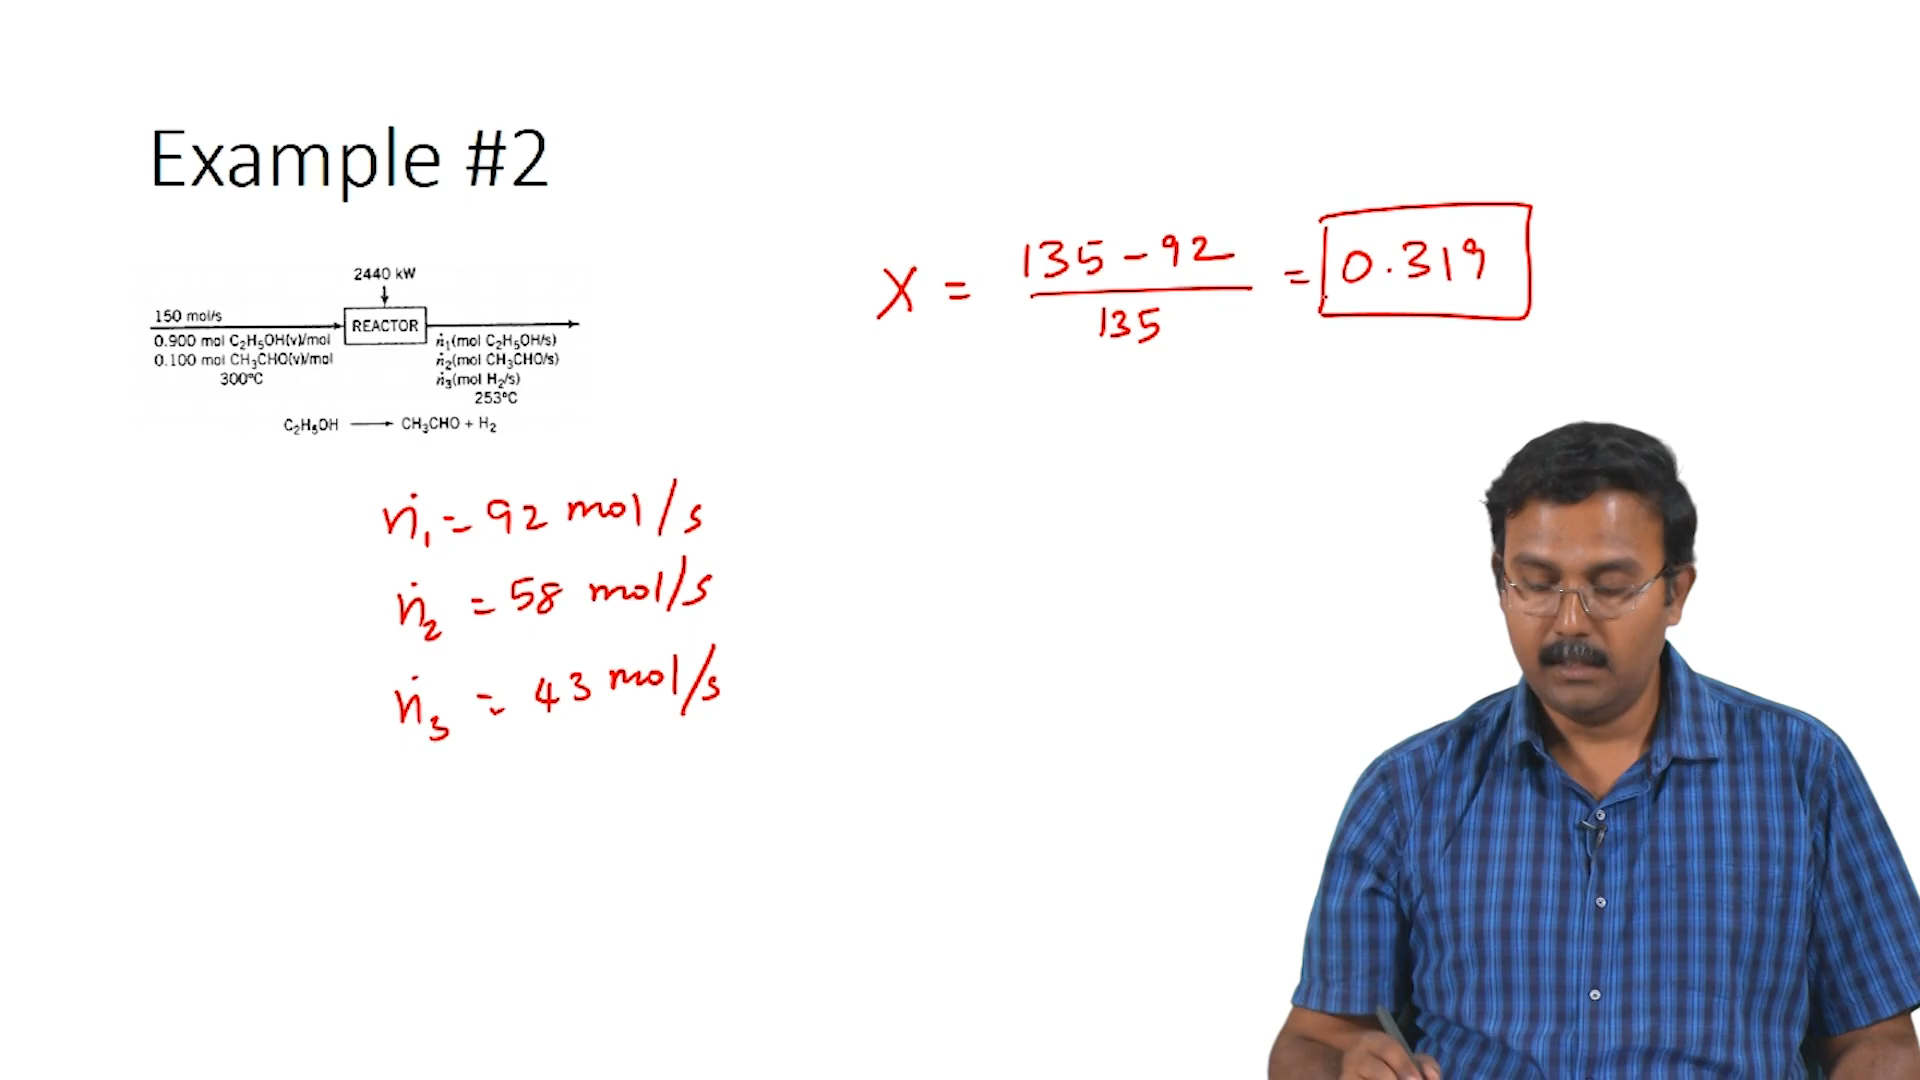 Example #2
2440 kW
150 mol/s
REACTOR
0.900 mol C₂H₅OH(v)/mol
0.100 mol CH₃CHO(v)/mol
300°C
ṅ₁(mol C₂H₅OH/s)
ṅ₂(mol CH₃CHO/s)
ṅ₃(mol H₂/s)
253°C
C₂H₅OH ⟶ CH₃CHO + H₂
X = (135 - 92) / 135 = 0.319
ṅ₁ = 92 mol/s
ṅ₂ = 58 mol/s
ṅ₃ = 43 mol/s